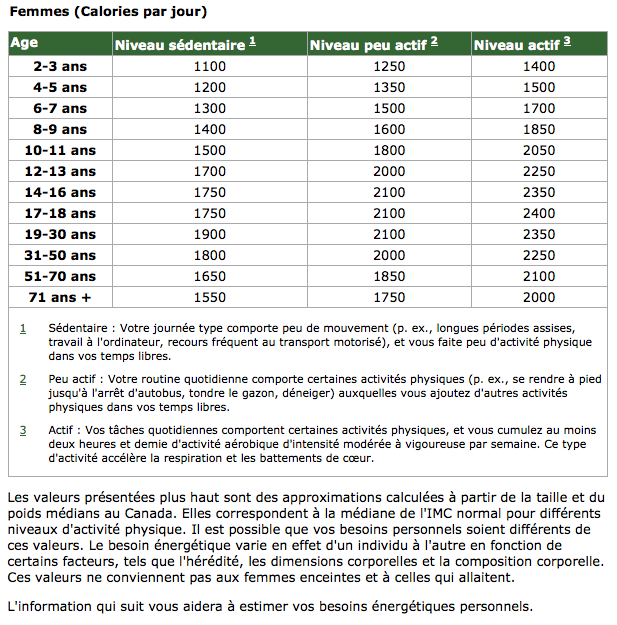 Femmes (Calories par jour)
Age Niveau sédentaire 1 Niveau peu actif 2 Niveau actif 3
2-3 ans 1100 1250 1400
4-5 ans 1200 1350 1500
6-7 ans 1300 1500 1700
8-9 ans 1400 1600 1850
10-11 ans 1500 1800 2050
12-13 ans 1700 2000 2250
14-16 ans 1750 2100 2350
17-18 ans 1750 2100 2400
19-30 ans 1900 2100 2350
31-50 ans 1800 2000 2250
51-70 ans 1650 1850 2100
71 ans + 1550 1750 2000
1 Sédentaire : Votre journée type comporte peu de mouvement (p. ex., longues périodes assises,
travail à l'ordinateur, recours fréquent au transport motorisé), et vous faite peu d'activité physique
dans vos temps libres.
2 Peu actif : Votre routine quotidienne comporte certaines activités physiques (p. ex., se rendre à pied
jusqu'à l'arrêt d'autobus, tondre le gazon, déneiger) auxquelles vous ajoutez d'autres activités
physiques dans vos temps libres.
3 Actif : Vos tâches quotidiennes comportent certaines activités physiques, et vous cumulez au moins
deux heures et demie d'activité aérobique d'intensité modérée à vigoureuse par semaine. Ce type
d'activité accélère la respiration et les battements de cœur.
Les valeurs présentées plus haut sont des approximations calculées à partir de la taille et du
poids médians au Canada. Elles correspondent à la médiane de l'IMC normal pour différents
niveaux d'activité physique. Il est possible que vos besoins personnels soient différents de
ces valeurs. Le besoin énergétique varie en effet d'un individu à l'autre en fonction de
certains facteurs, tels que l'hérédité, les dimensions corporelles et la composition corporelle.
Ces valeurs ne conviennent pas aux femmes enceintes et à celles qui allaitent.
L'information qui suit vous aidera à estimer vos besoins énergétiques personnels.